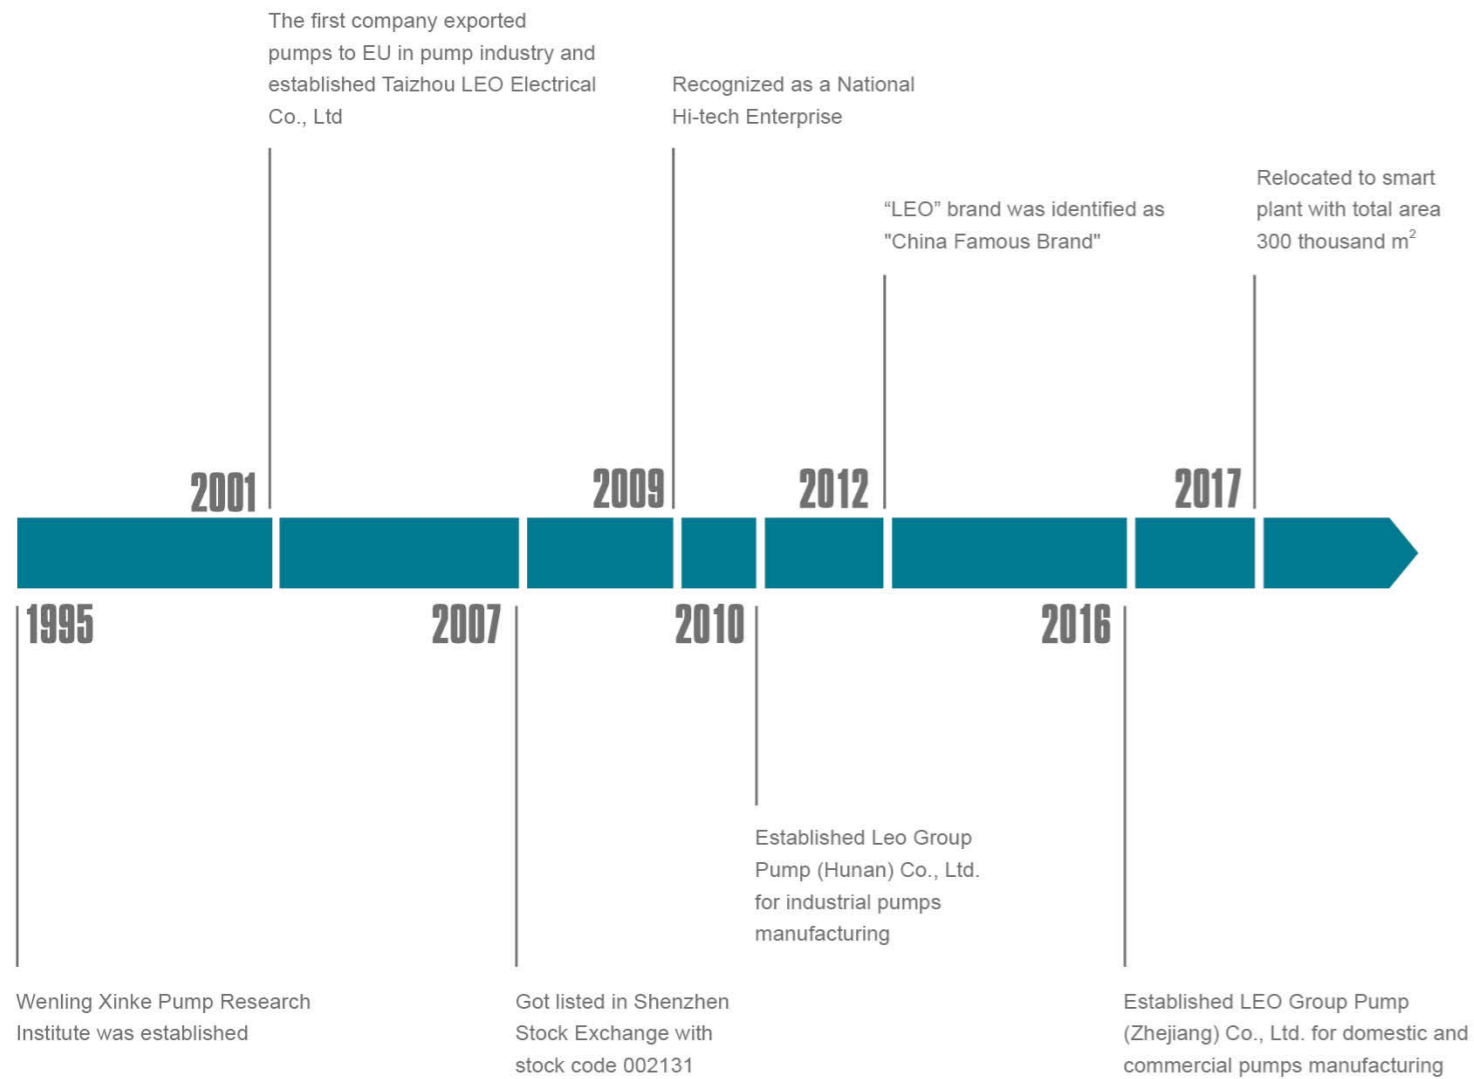 The first company exported
pumps to EU in pump industry and
established Taizhou LEO Electrical
Co., Ltd
Recognized as a National
Hi-tech Enterprise
“LEO” brand was identified as
"China Famous Brand"
Relocated to smart
plant with total area
300 thousand m²
2001
2009
2012
2017
1995
2007
2010
2016
Established Leo Group
Pump (Hunan) Co., Ltd.
for industrial pumps
manufacturing
Wenling Xinke Pump Research
Institute was established
Got listed in Shenzhen
Stock Exchange with
stock code 002131
Established LEO Group Pump
(Zhejiang) Co., Ltd. for domestic and
commercial pumps manufacturing